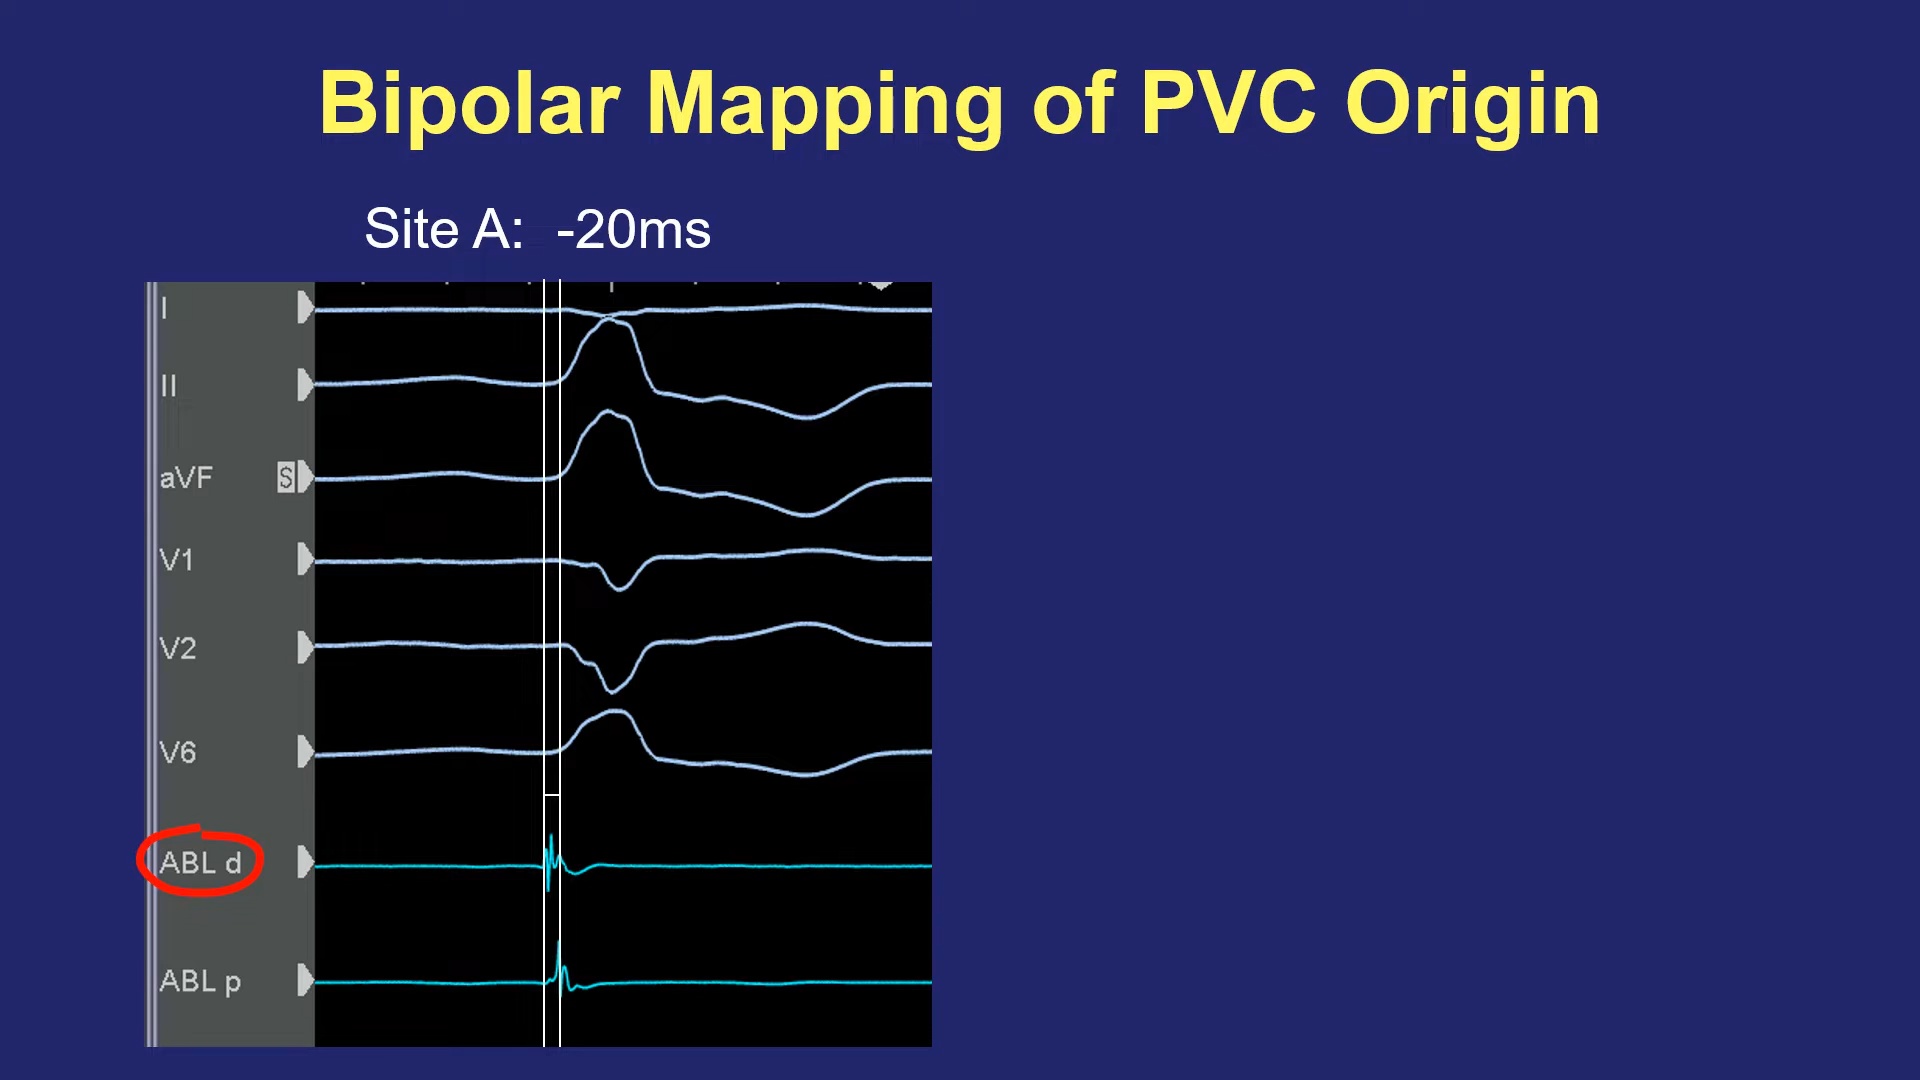 Bipolar Mapping of PVC Origin
Site A: -20ms
I
II
aVF S
V1
V2
V6
ABL d
ABL p